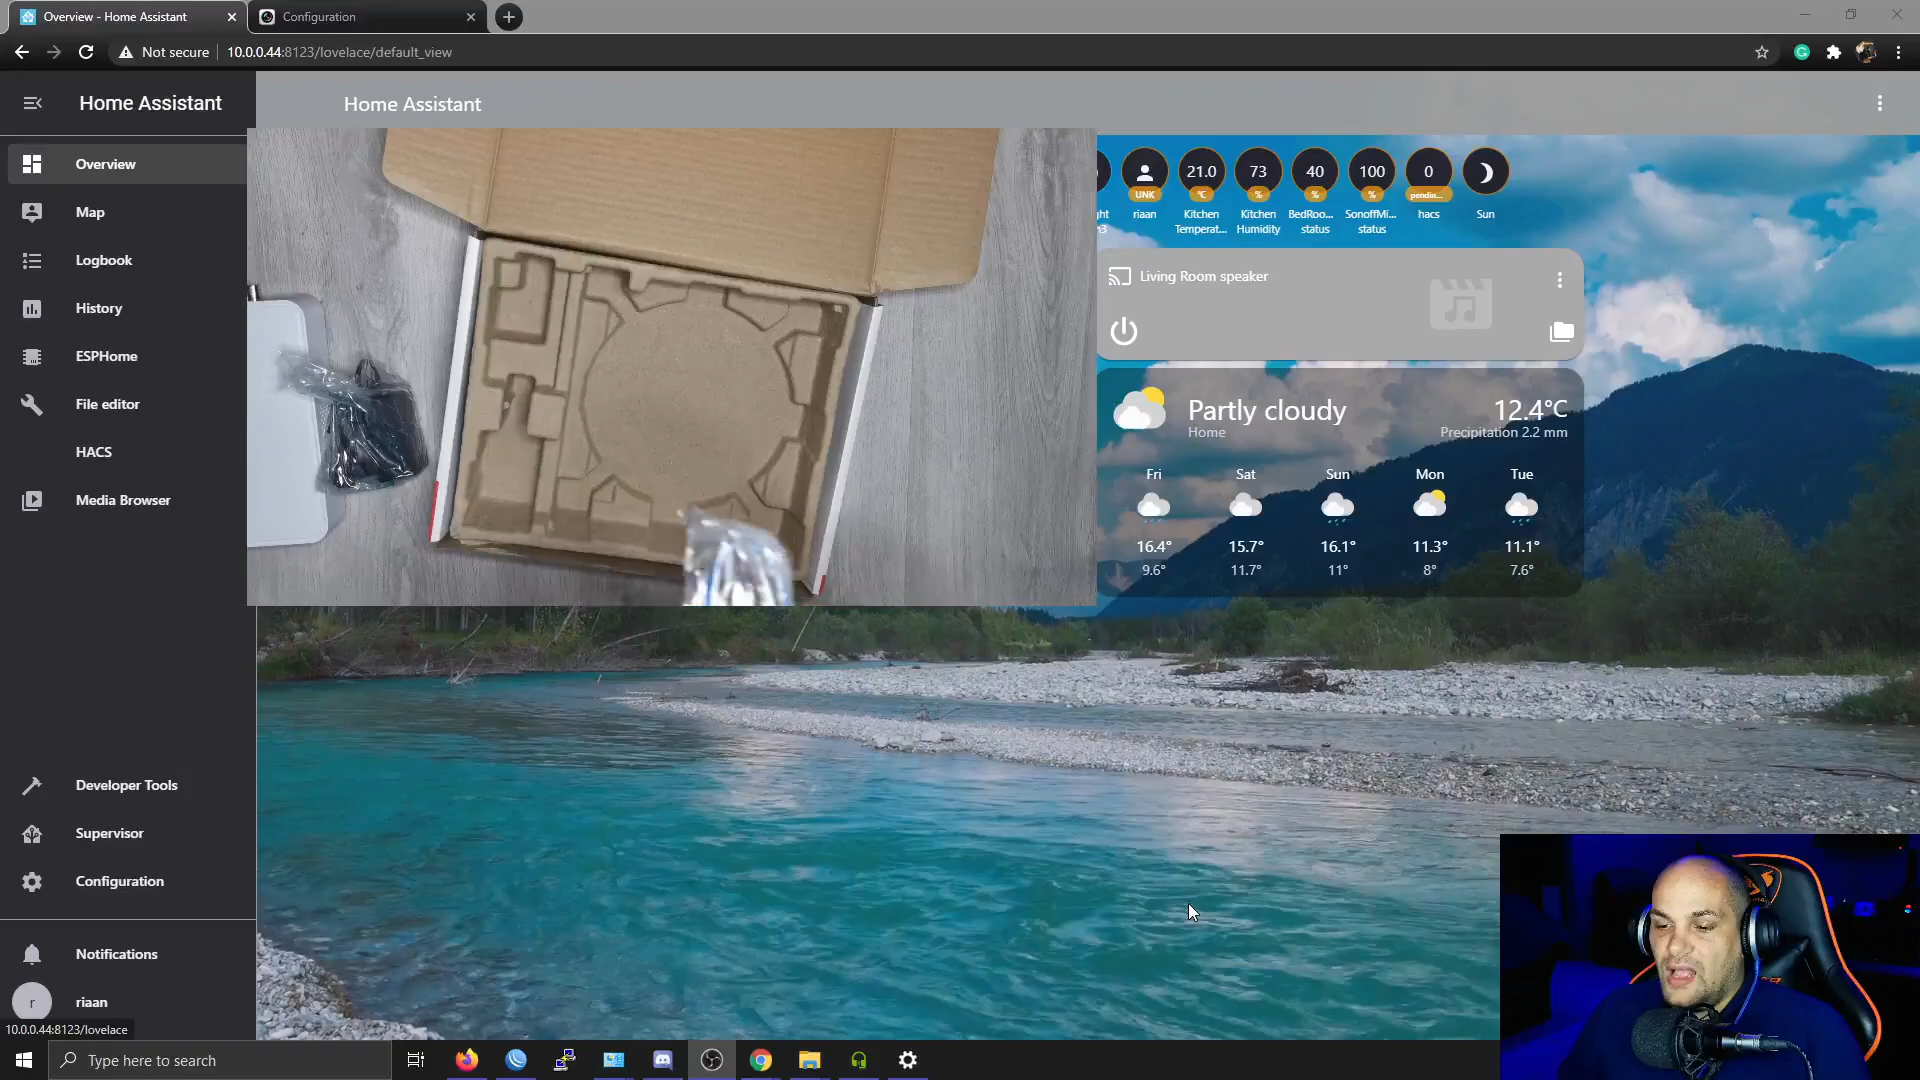 Overview - Home Assistant
Configuration
Not secure
10.0.0.44:8123/lovelace/default_view
Home Assistant
Home Assistant
Overview
Map
Logbook
History
ESPHome
File editor
HACS
Media Browser
Developer Tools
Supervisor
Configuration
Notifications
r
riaan
10.0.0.44:8123/lovelace
UNK
riaan
21.0
°C
Kitchen
Temperat...
73
%
Kitchen
Humidity
40
%
BedRoo...
status
100
%
SonoffMi...
status
0
pendin...
hacs
Sun
Living Room speaker
Partly cloudy
Home
12.4°C
Precipitation 2.2 mm
Fri Sat Sun Mon Tue
16.4° 15.7° 16.1° 11.3° 11.1°
9.6° 11.7° 11° 8° 7.6°
Type here to search